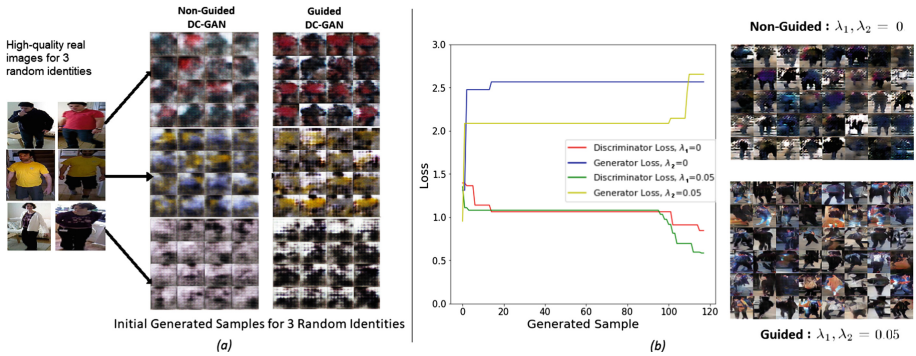 Non-Guided
DC-GAN
Guided
DC-GAN
High-quality real
images for 3
random identities
Initial Generated Samples for 3 Random Identities
(a)
3.0
2.5
2.0
1.5
1.0
0.5
0.0
Loss
0
20
40
60
80
100
120
Generated Sample
Discriminator Loss, λ₁=0
Generator Loss, λ₂=0
Discriminator Loss, λ₁=0.05
Generator Loss, λ₂=0.05
(b)
Non-Guided : λ₁, λ₂ = 0
Guided : λ₁, λ₂ = 0.05